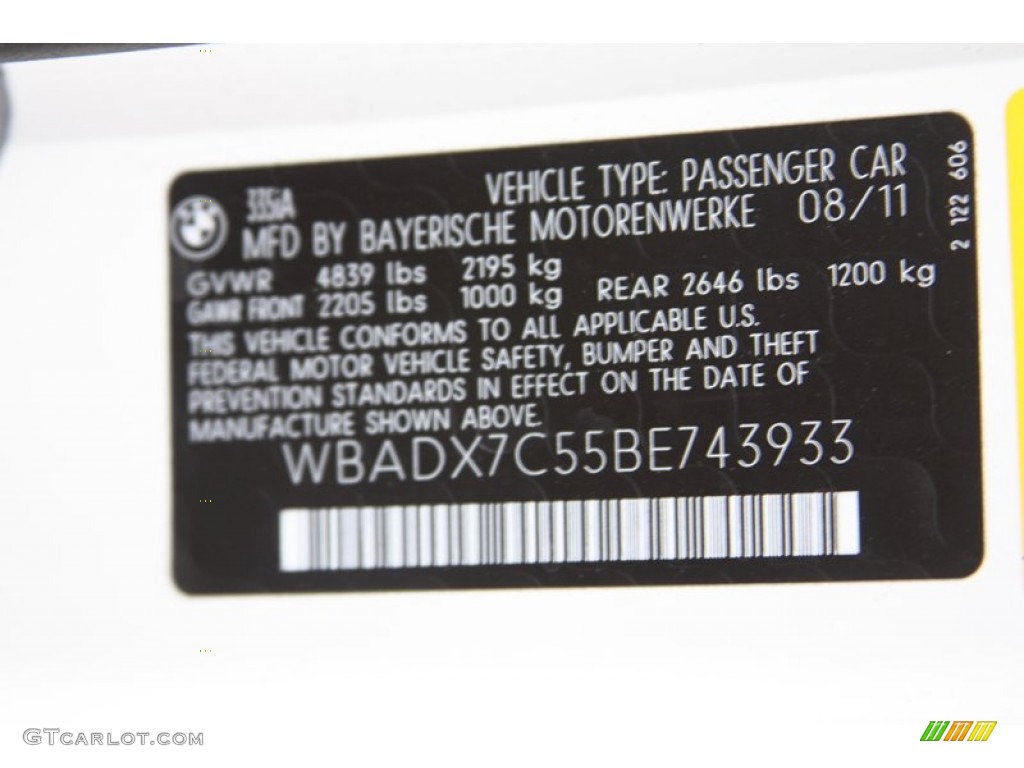 335iA VEHICLE TYPE: PASSENGER CAR
MFD BY BAYERISCHE MOTORENWERKE 08/11
GVWR 4839 lbs 2195 kg
GAWR FRONT 2205 lbs 1000 kg REAR 2646 lbs 1200 kg
THIS VEHICLE CONFORMS TO ALL APPLICABLE U.S.
FEDERAL MOTOR VEHICLE SAFETY, BUMPER AND THEFT
PREVENTION STANDARDS IN EFFECT ON THE DATE OF
MANUFACTURE SHOWN ABOVE.
WBADX7C55BE743933
2 122 606
GTCARLOT.COM